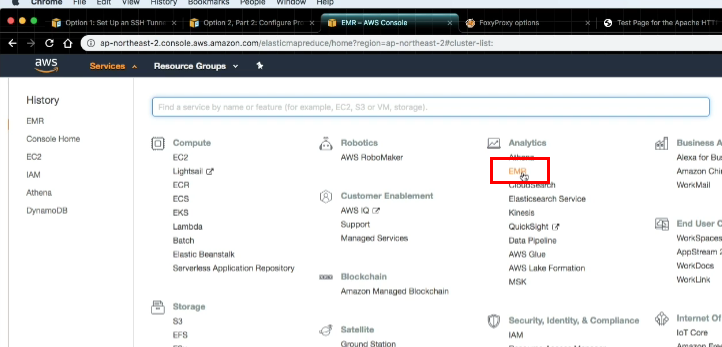 Chrome File Edit View History Bookmarks People Window Help
Option 1: Set Up an SSH Tunn
Option 2, Part 2: Configure Pro
EMR – AWS Console
FoxyProxy options
Test Page for the Apache HTT
ap-northeast-2.console.aws.amazon.com/elasticmapreduce/home?region=ap-northeast-2#cluster-list:
aws
Services
Resource Groups
History
EMR
Console Home
EC2
IAM
Athena
DynamoDB
Find a service by name or feature (for example, EC2, S3 or VM, storage).
Compute
EC2
Lightsail
ECR
ECS
EKS
Lambda
Batch
Elastic Beanstalk
Serverless Application Repository
Storage
S3
EFS
Robotics
AWS RoboMaker
Customer Enablement
AWS IQ
Support
Managed Services
Blockchain
Amazon Managed Blockchain
Satellite
Ground Station
Analytics
Athena
EMR
CloudSearch
Elasticsearch Service
Kinesis
QuickSight
Data Pipeline
AWS Glue
AWS Lake Formation
MSK
Security, Identity, & Compliance
IAM
Business A
Alexa for Bu
Amazon Chi
WorkMail
End User C
WorkSpaces
AppStream 2
WorkDocs
WorkLink
Internet Of
IoT Core